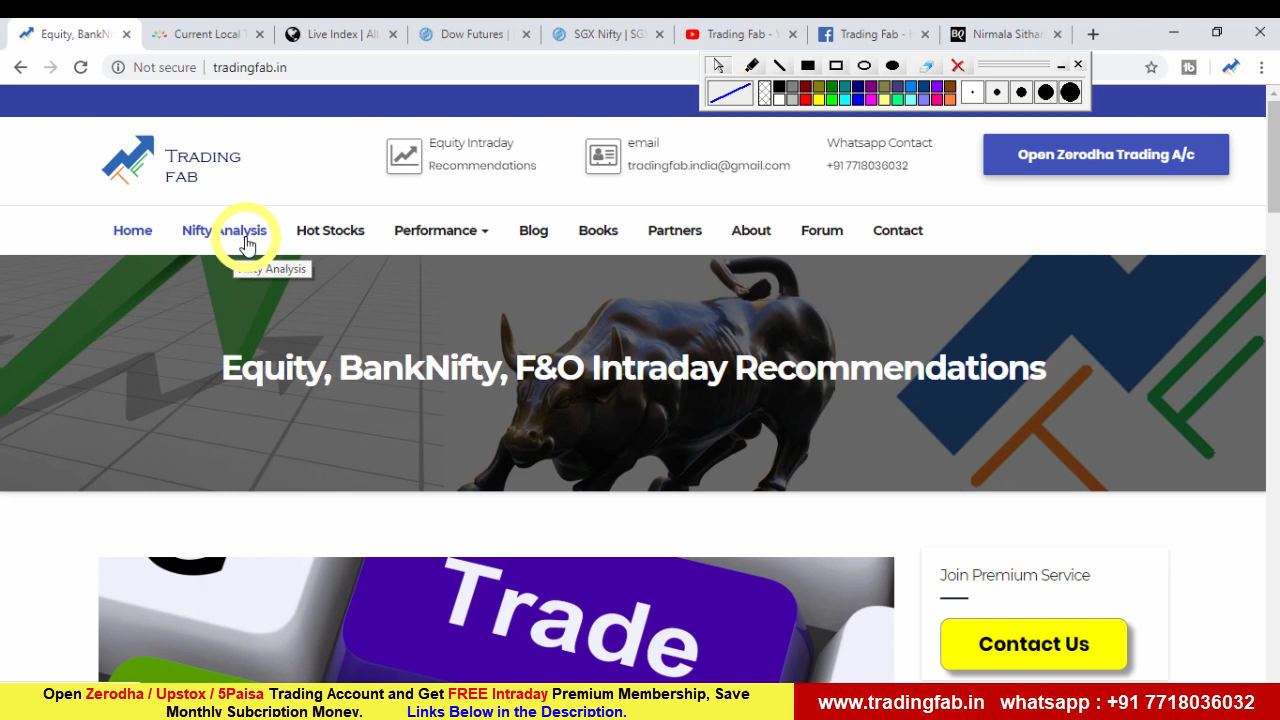 Equity, BankN
Current Local T
Live Index | All
Dow Futures |
SGX Nifty | SG
Trading Fab - Y
Trading Fab -
BQ
Nirmala Sithar
Not secure
tradingfab.in
TRADING
FAB
Equity Intraday
Recommendations
email
tradingfab.india@gmail.com
Whatsapp Contact
+91 7718036032
Open Zerodha Trading A/c
Home
Nifty Analysis
Hot Stocks
Performance
Blog
Books
Partners
About
Forum
Contact
Nifty Analysis
Equity, BankNifty, F&O Intraday Recommendations
Trade
Join Premium Service
Contact Us
Open Zerodha / Upstox / 5Paisa Trading Account and Get FREE Intraday Premium Membership, Save
Monthly Subcription Money. Links Below in the Description.
www.tradingfab.in whatsapp : +91 7718036032